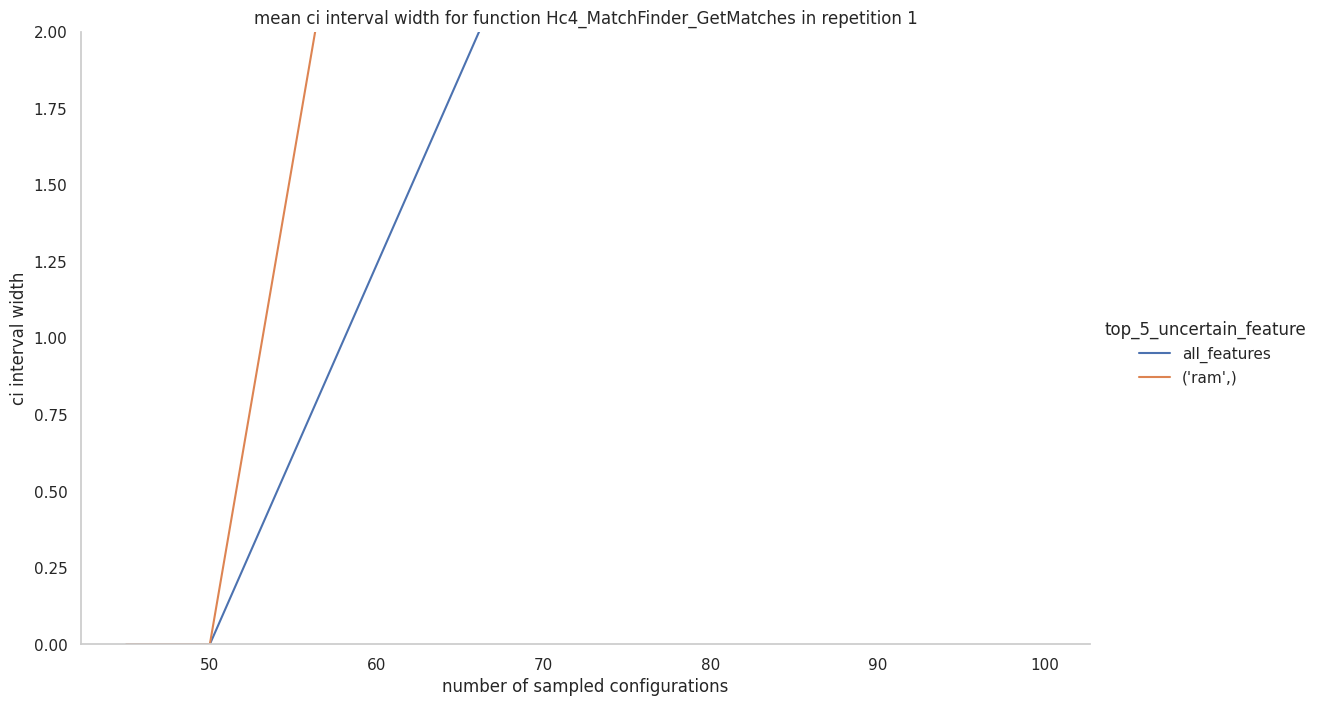 mean ci interval width for function Hc4_MatchFinder_GetMatches in repetition 1
2.00
1.75
1.50
1.25
1.00
0.75
0.50
0.25
0.00
ci interval width
50 60 70 80 90 100
number of sampled configurations
top_5_uncertain_feature
all_features
('ram',)